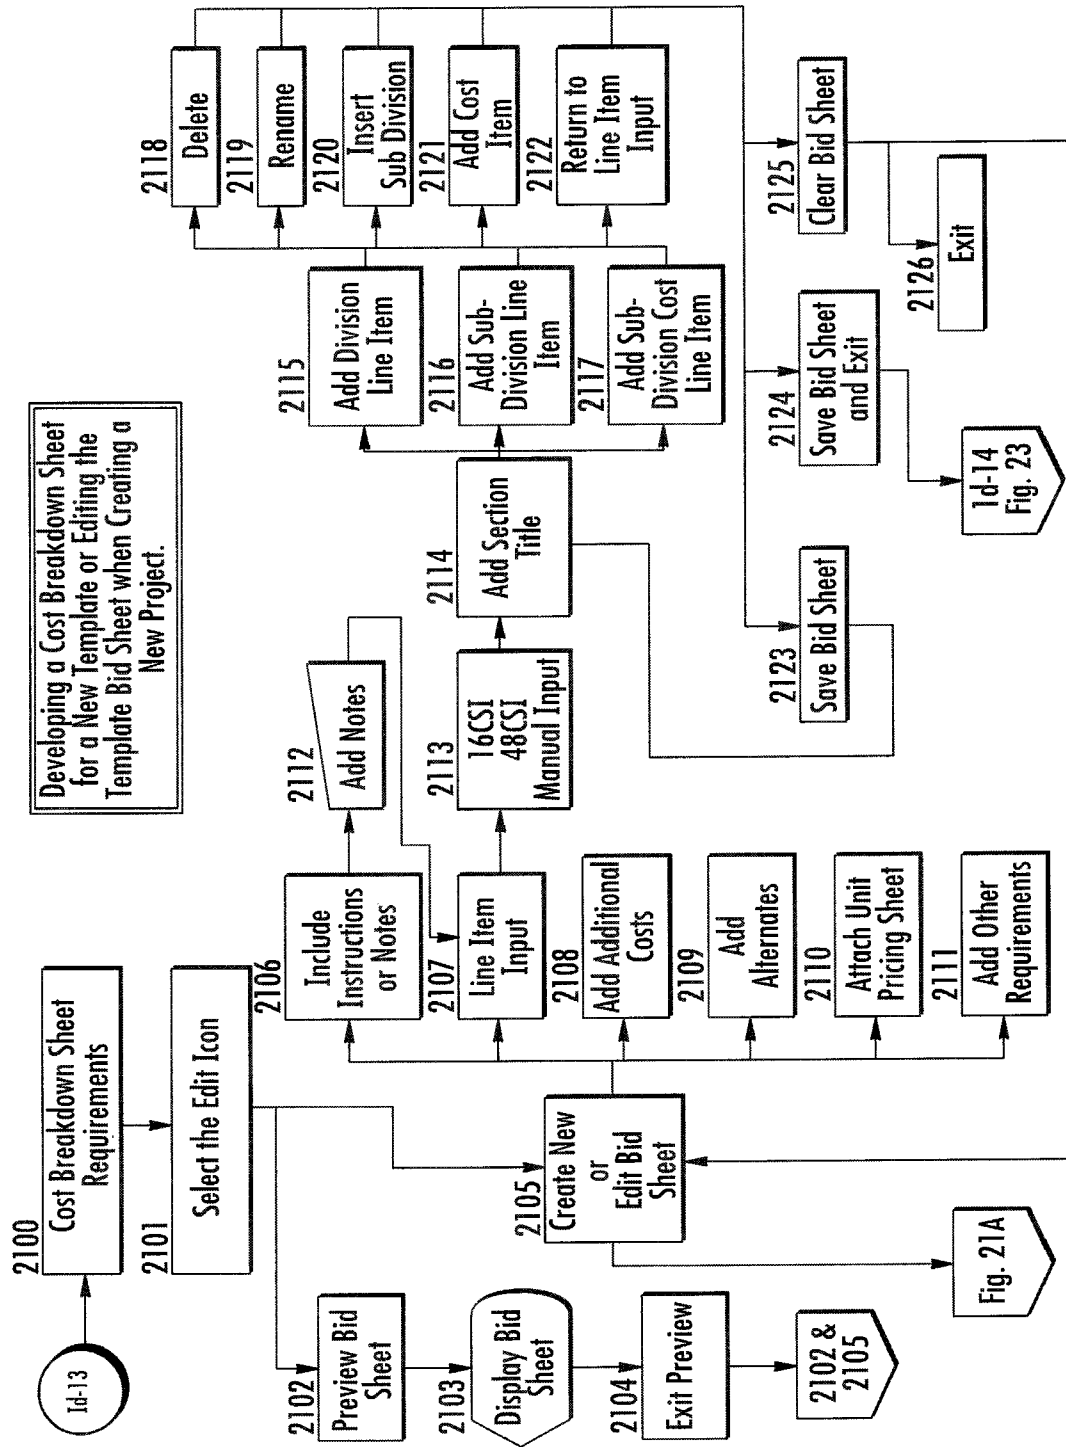 Developing a Cost Breakdown Sheet
for a New Template or Editing the
Template Bid Sheet when Creating a
New Project.
Id-13
2100
Cost Breakdown Sheet
Requirements
2101
Select the Edit Icon
2102
Preview Bid
Sheet
2103
Display Bid
Sheet
2104
Exit Preview
2102 &
2105
2105
Create New
or
Edit Bid
Sheet
Fig. 21A
2106
Include
Instructions
or Notes
2107
Line Item
Input
2108
Add Additional
Costs
2109
Add
Alternates
2110
Attach Unit
Pricing Sheet
2111
Add Other
Requirements
2112
Add Notes
2113
16CSI
48CSI
Manual Input
2114
Add Section
Title
2115
Add Division
Line Item
2116
Add Sub-
Division Line
Item
2117
Add Sub-
Division Cost
Line Item
2118
Delete
2119
Rename
2120
Insert
Sub Division
2121
Add Cost
Item
2122
Return to
Line Item
Input
2123
Save Bid Sheet
2124
Save Bid Sheet
and Exit
1d-14
Fig. 23
2125
Clear Bid Sheet
2126
Exit